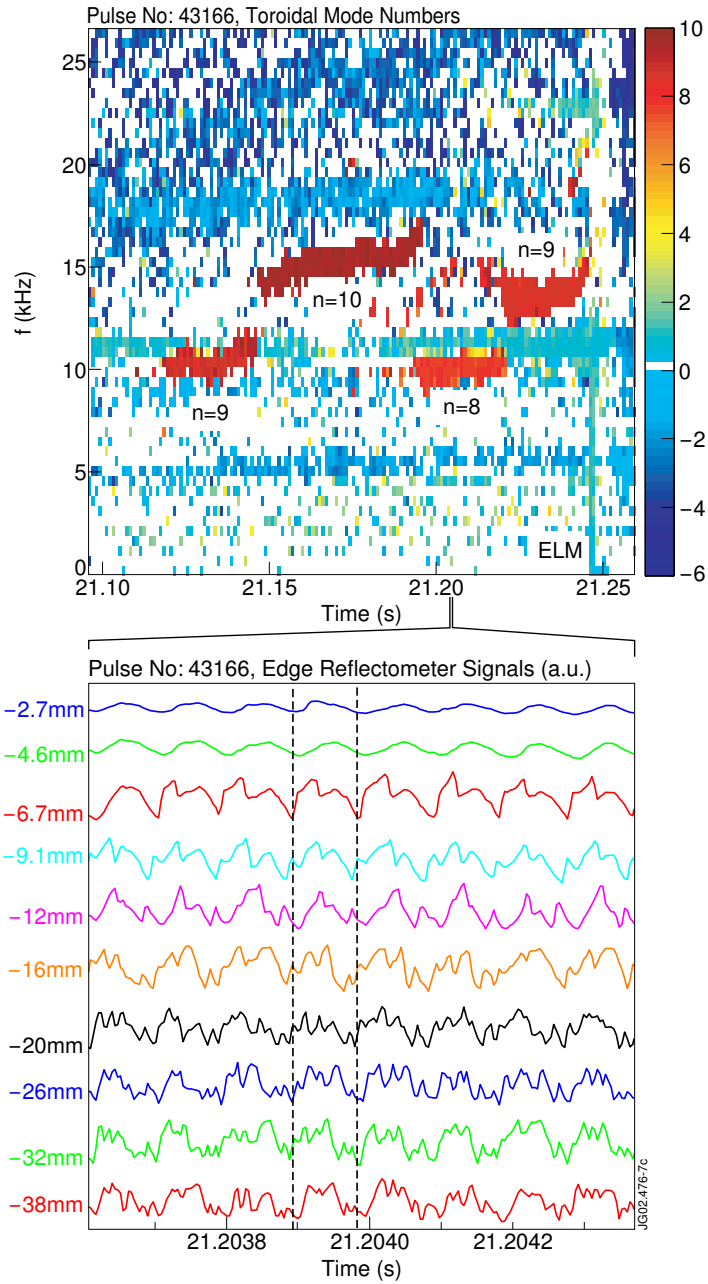 Pulse No: 43166, Toroidal Mode Numbers
25
20
15
10
5
0
f (kHz)
n=9
n=10
n=9
n=8
ELM
21.10
21.15
21.20
21.25
Time (s)
10
8
6
4
2
0
−2
−4
−6
Pulse No: 43166, Edge Reflectometer Signals (a.u.)
−2.7mm
−4.6mm
−6.7mm
−9.1mm
−12mm
−16mm
−20mm
−26mm
−32mm
−38mm
JG02.476-7c
21.2038
21.20400
21.20042
Time (s)